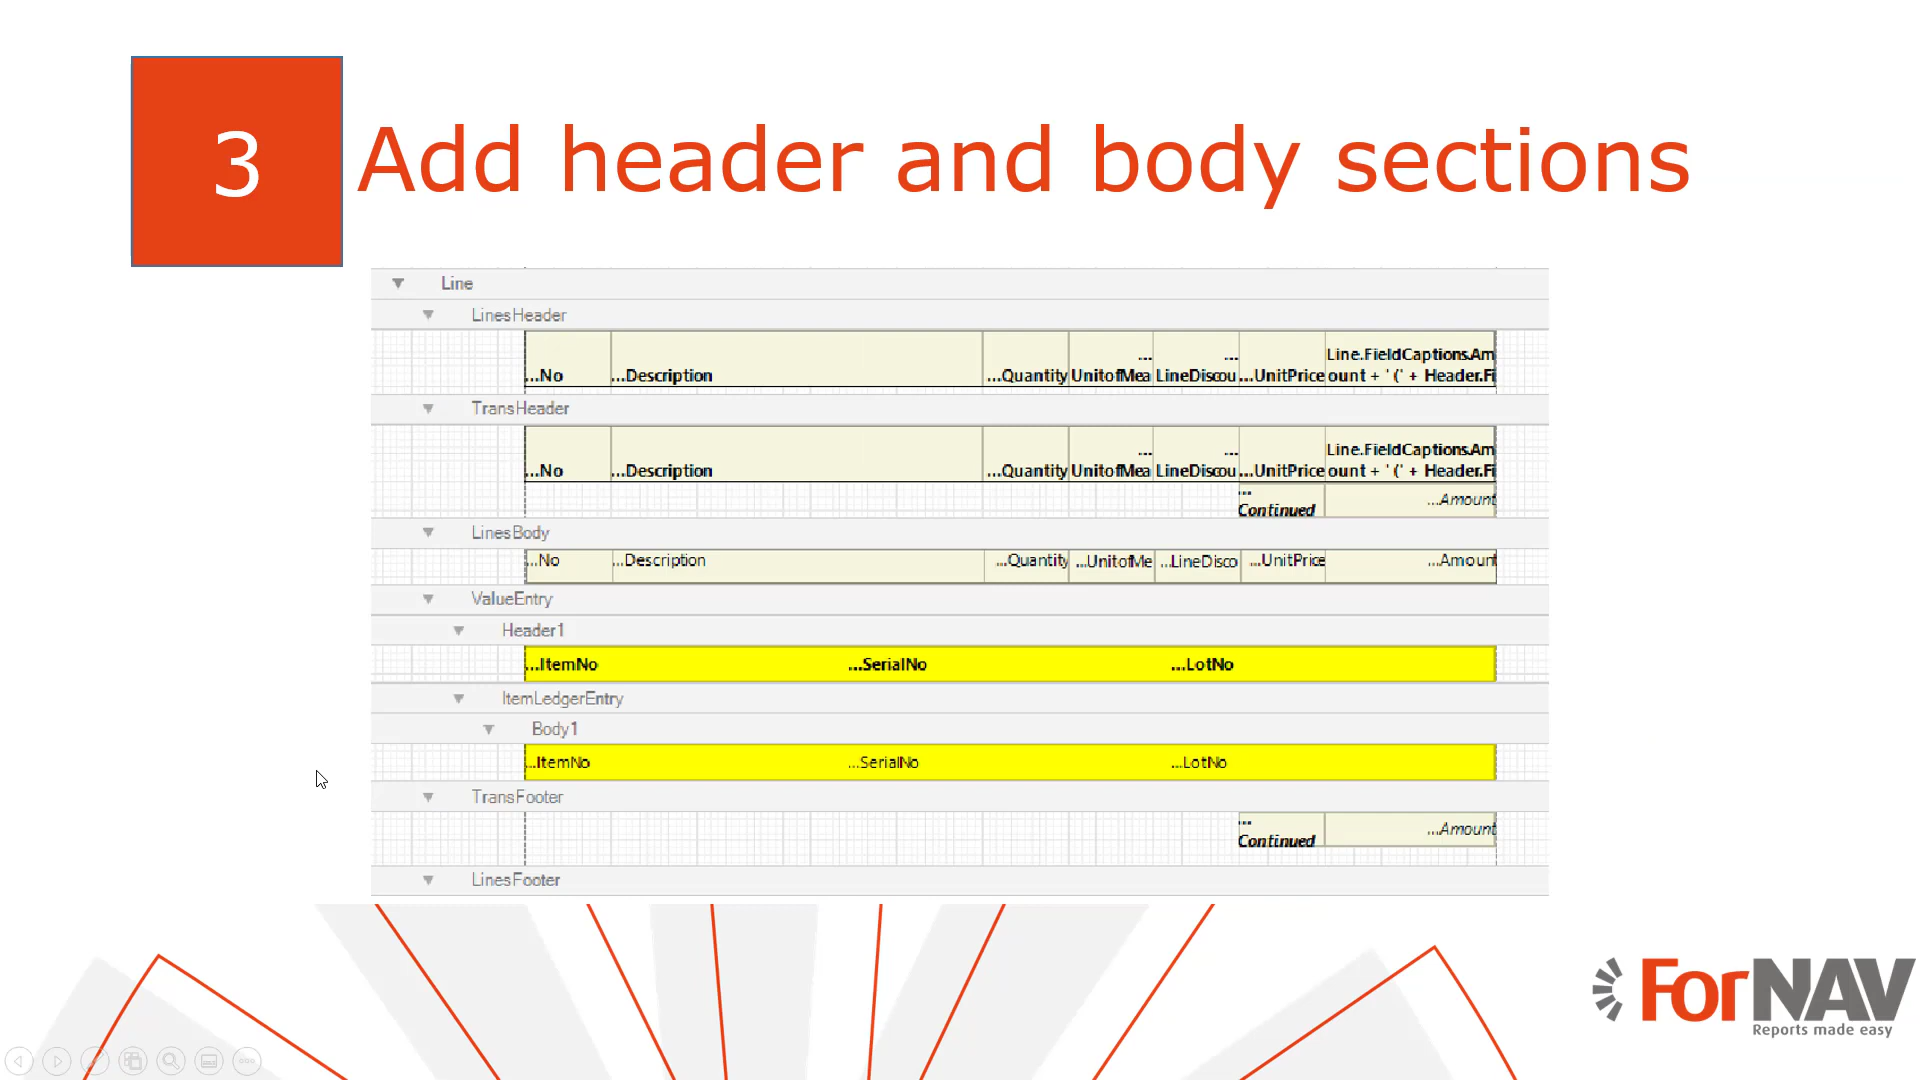 3
Add header and body sections
Line
LinesHeader
...No ...Description ...Quantity ... UnitofMea ... LineDiscou ...UnitPrice Line.FieldCaptions.Am
ount + ' (' + Header.Fi
TransHeader
...No ...Description ...Quantity ... UnitofMea ... LineDiscou ...UnitPrice Line.FieldCaptions.Am
ount + ' (' + Header.Fi
... Continued ...Amount
LinesBody
...No ...Description ...Quantity ...UnitofMe ...LineDisco ...UnitPrice ...Amount
ValueEntry
Header1
...ItemNo ...SerialNo ...LotNo
ItemLedgerEntry
Body1
...ItemNo ...SerialNo ...LotNo
TransFooter
... Continued ...Amount
LinesFooter
ForNAV
Reports made easy